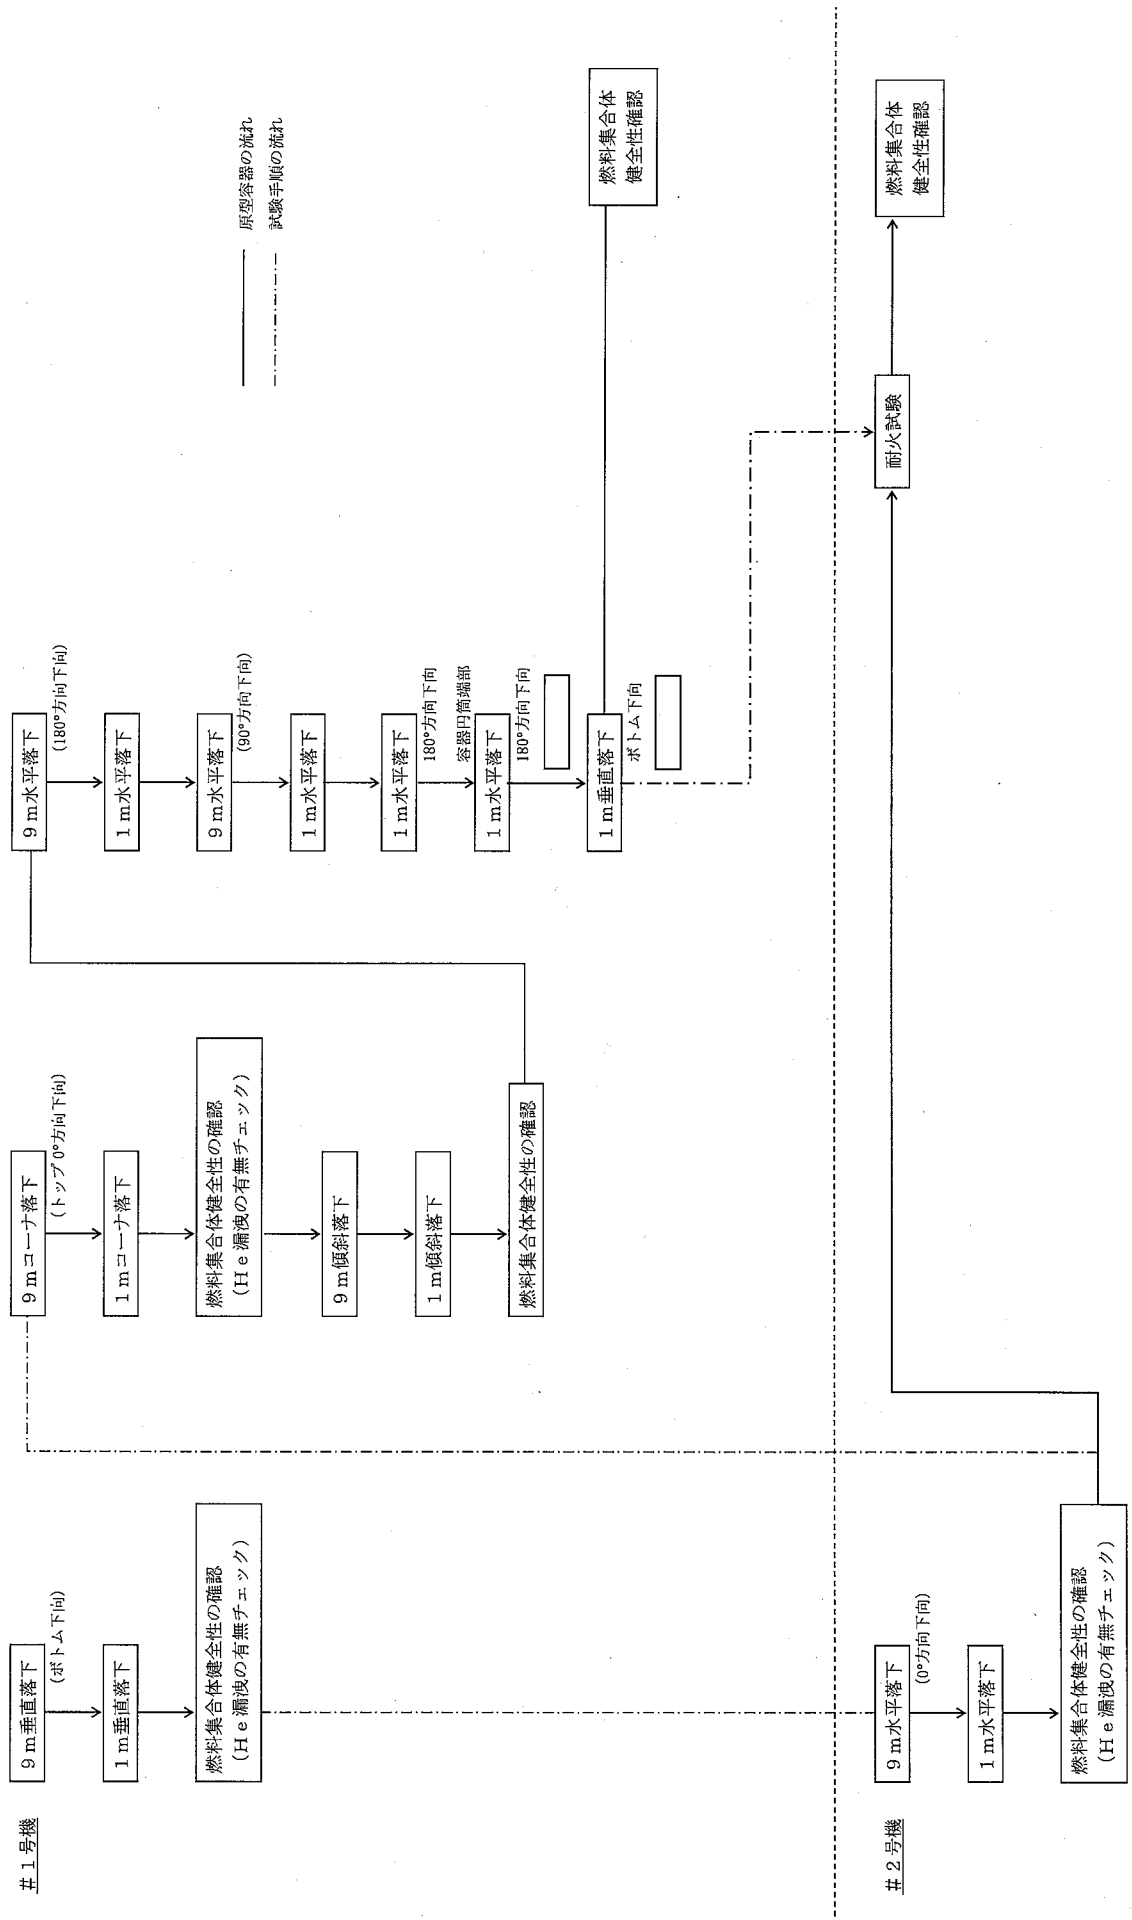 ＃１号機
９ｍ垂直落下
(ボトム下向)
１ｍ垂直落下
燃料集合体健全性の確認
(Ｈｅ漏洩の有無チェック)
９ｍコーナ落下
(トップ0°方向下向)
１ｍコーナ落下
燃料集合体健全性の確認
(Ｈｅ漏洩の有無チェック)
９ｍ傾斜落下
１ｍ傾斜落下
燃料集合体健全性の確認
９ｍ水平落下
(180°方向下向)
１ｍ水平落下
９ｍ水平落下
(90°方向下向)
１ｍ水平落下
１ｍ水平落下
180°方向下向
容器円筒端部
１ｍ水平落下
180°方向下向
１ｍ垂直落下
ボトム下向
燃料集合体
健全性確認
原型容器の流れ
試験手順の流れ
＃２号機
９ｍ水平落下
(0°方向下向)
１ｍ水平落下
燃料集合体健全性の確認
(Ｈｅ漏洩の有無チェック)
耐火試験
燃料集合体
健全性確認